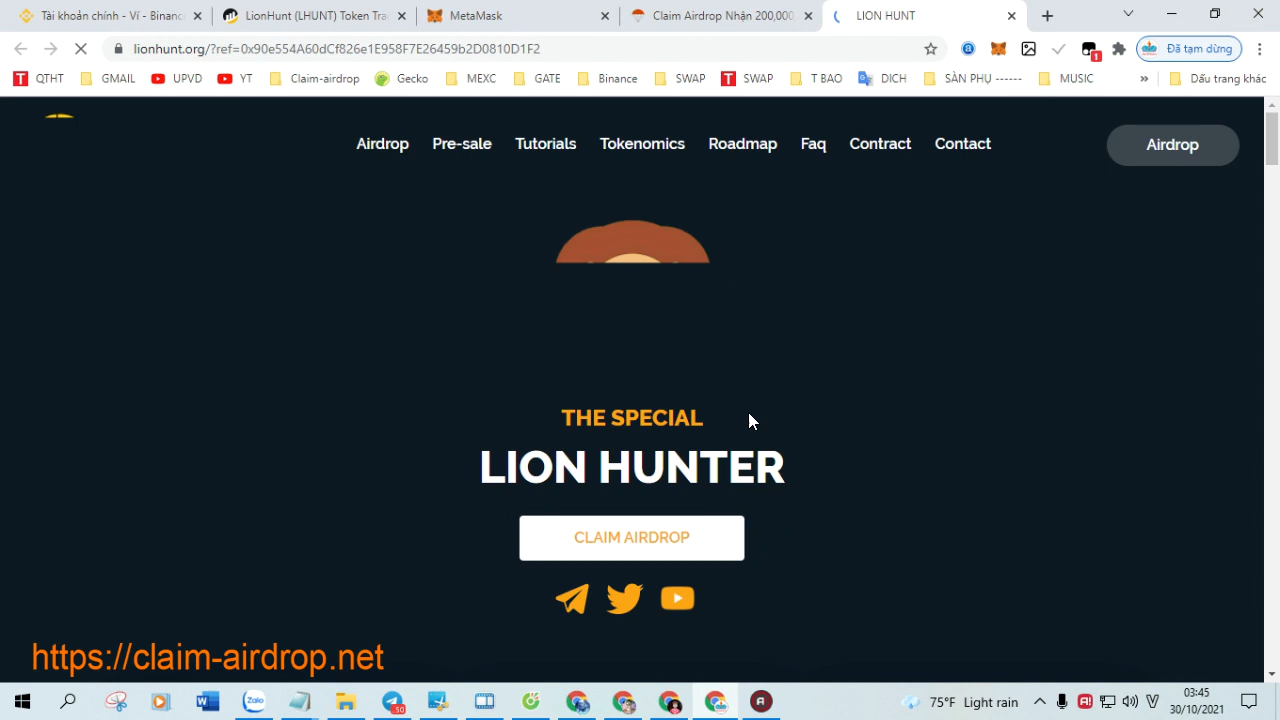 Tài khoản chính - Ví - Binanc
LionHunt (LHUNT) Token Tra
MetaMask
Claim Airdrop Nhận 200,000
LION HUNT
lionhunt.org/?ref=0x90e554A60dCf826e1E958F7E26459b2D0810D1F2
Đã tạm dừng
QTHT
GMAIL
UPVD
YT
Claim-airdrop
Gecko
MEXC
GATE
Binance
SWAP
SWAP
T BAO
DICH
SÀN PHỤ ------
MUSIC
»
Dấu trang khác
Airdrop
Pre-sale
Tutorials
Tokenomics
Roadmap
Faq
Contract
Contact
Airdrop
THE SPECIAL
LION HUNTER
CLAIM AIRDROP
https://claim-airdrop.net
75°F Light rain
03:45
30/10/2021